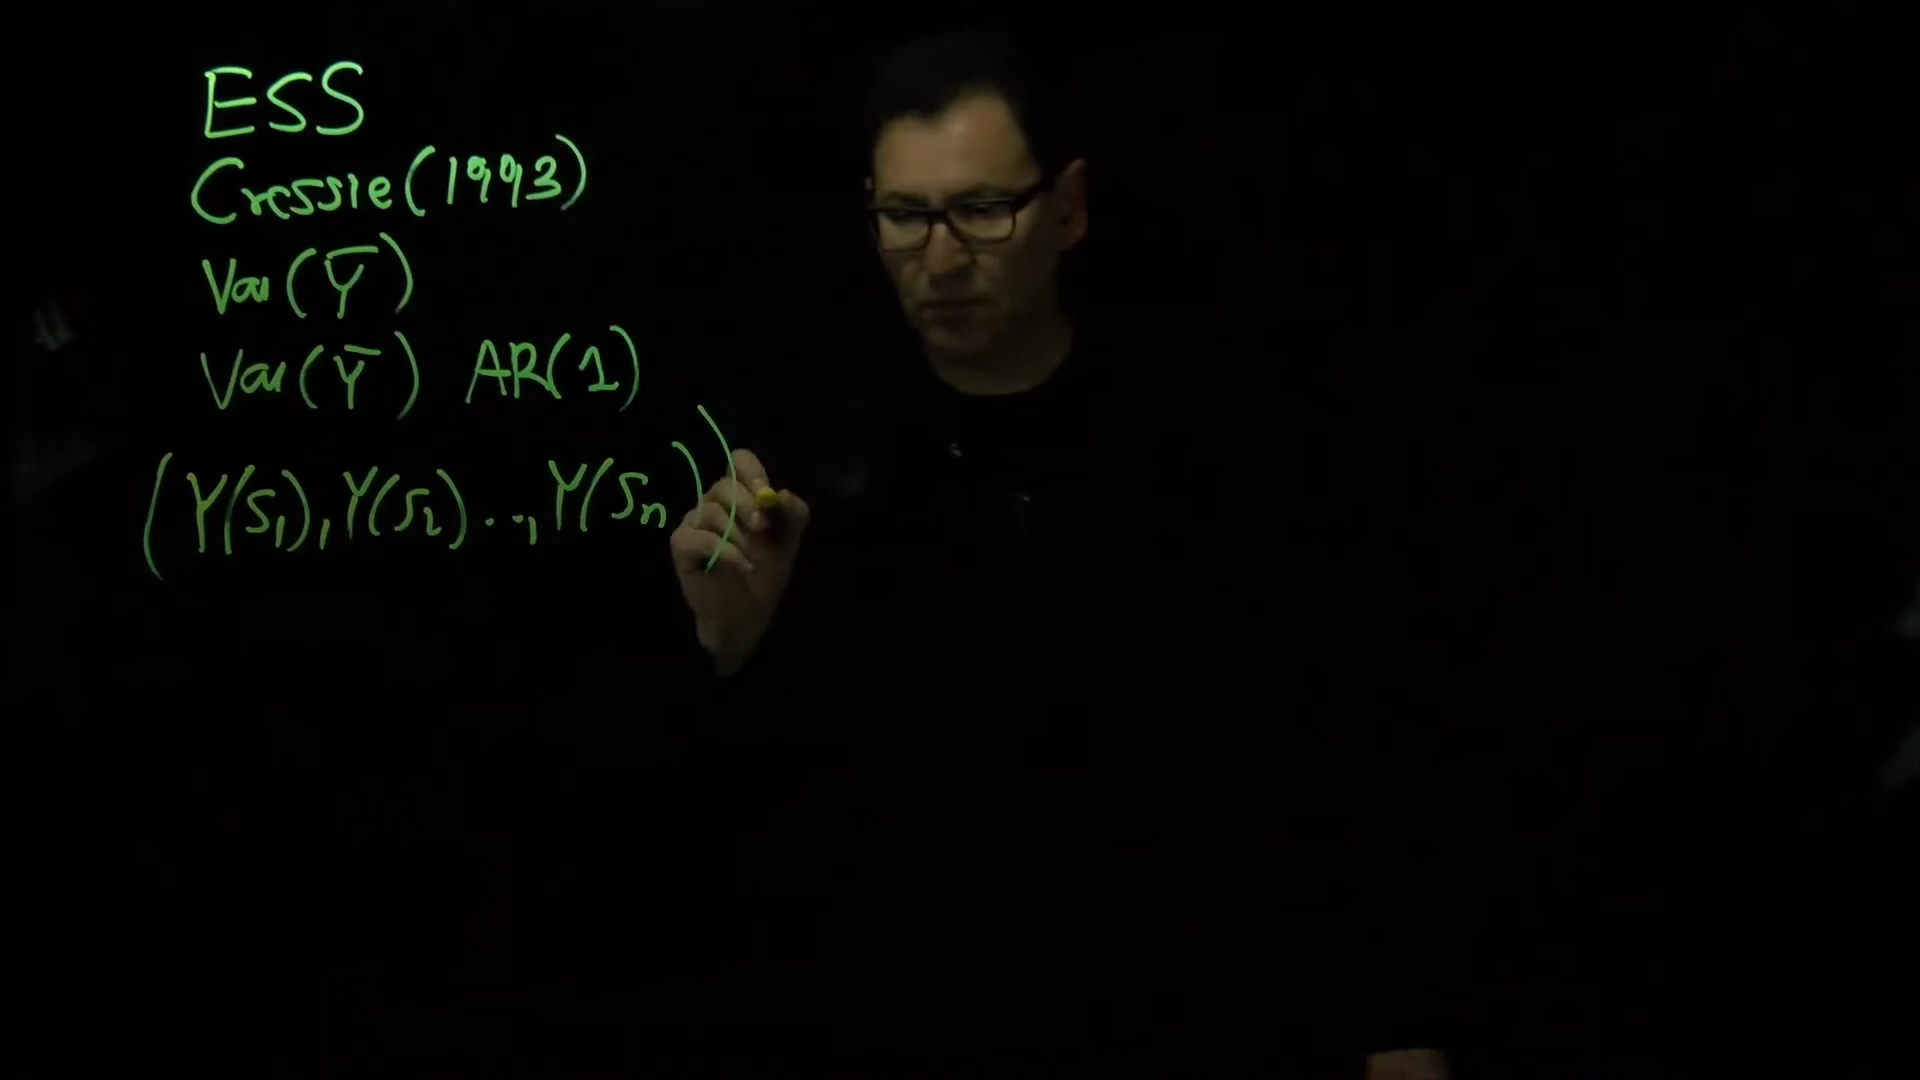 ESS
Cressie (1993)
Var(Ȳ)
Var(Ȳ) AR(1)
(Y(S₁), Y(S₂) ..., Y(Sₙ))